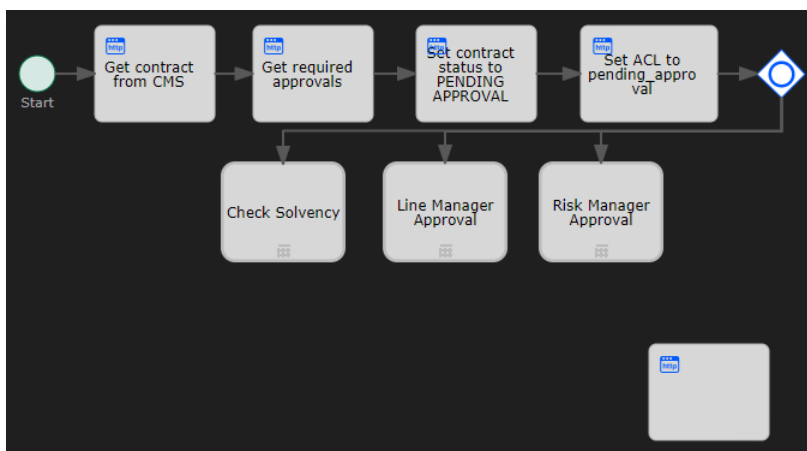 http
http
http
http
Get contract
from CMS
Get required
approvals
Set contract
status to
PENDING
APPROVAL
Set ACL to
pending_appro
val
Start
Check Solvency
Line Manager
Approval
Risk Manager
Approval
http